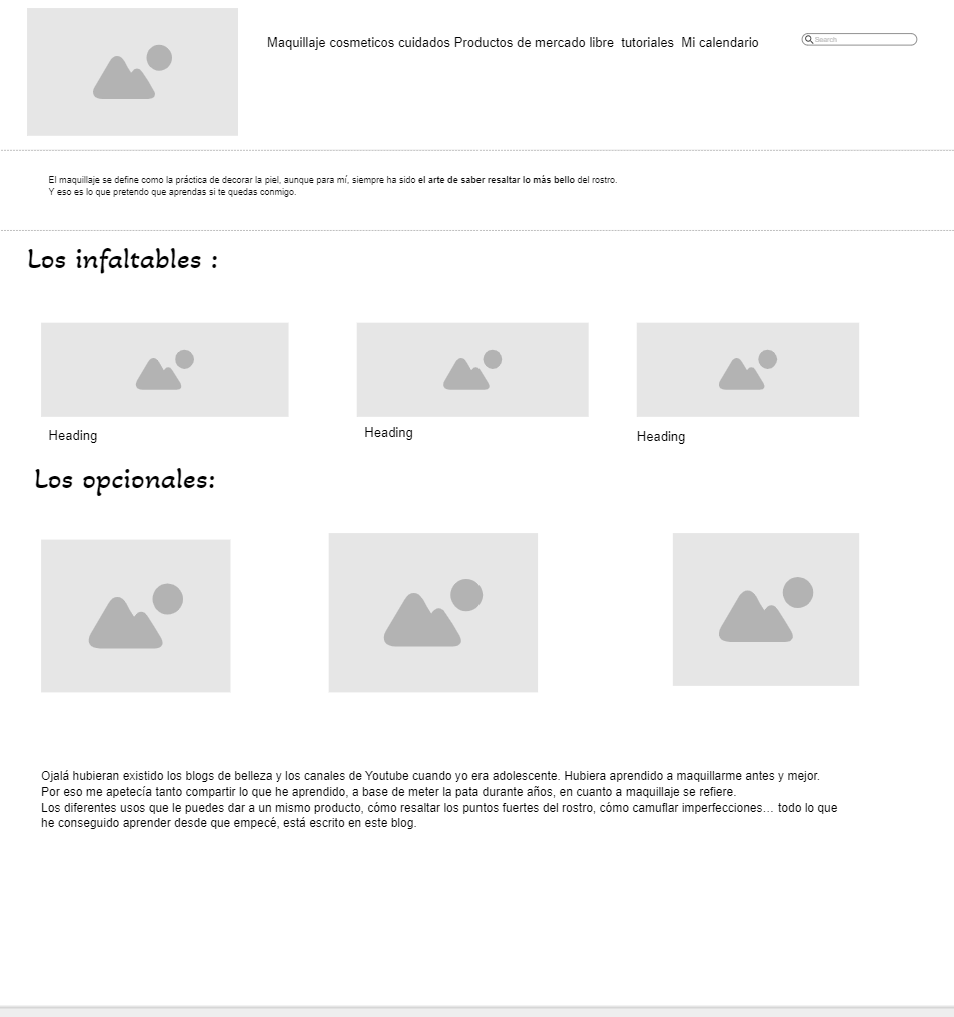 Maquillaje cosmeticos cuidados Productos de mercado libre tutoriales Mi calendario
Search
El maquillaje se define como la práctica de decorar la piel, aunque para mí, siempre ha sido el arte de saber resaltar lo más bello del rostro.
Y eso es lo que pretendo que aprendas si te quedas conmigo.
Los infaltables :
Heading
Heading
Heading
Los opcionales:
Ojalá hubieran existido los blogs de belleza y los canales de Youtube cuando yo era adolescente. Hubiera aprendido a maquillarme antes y mejor.
Por eso me apetecía tanto compartir lo que he aprendido, a base de meter la pata durante años, en cuanto a maquillaje se refiere.
Los diferentes usos que le puedes dar a un mismo producto, cómo resaltar los puntos fuertes del rostro, cómo camuflar imperfecciones… todo lo que
he conseguido aprender desde que empecé, está escrito en este blog.